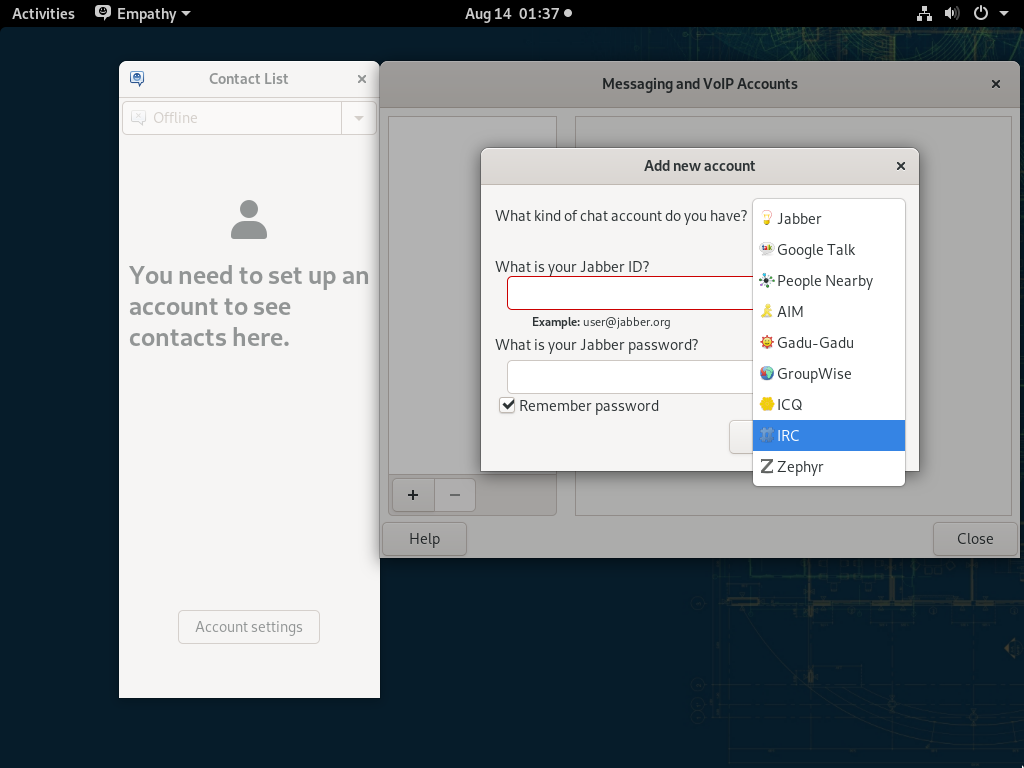 Activities
Empathy
Aug 14 01:37
Contact List
Offline
You need to set up an
account to see
contacts here.
Account settings
Messaging and VoIP Accounts
Add new account
What kind of chat account do you have?
What is your Jabber ID?
Example: user@jabber.org
What is your Jabber password?
Remember password
Jabber
Google Talk
People Nearby
AIM
Gadu-Gadu
GroupWise
ICQ
IRC
Zephyr
Help
Close